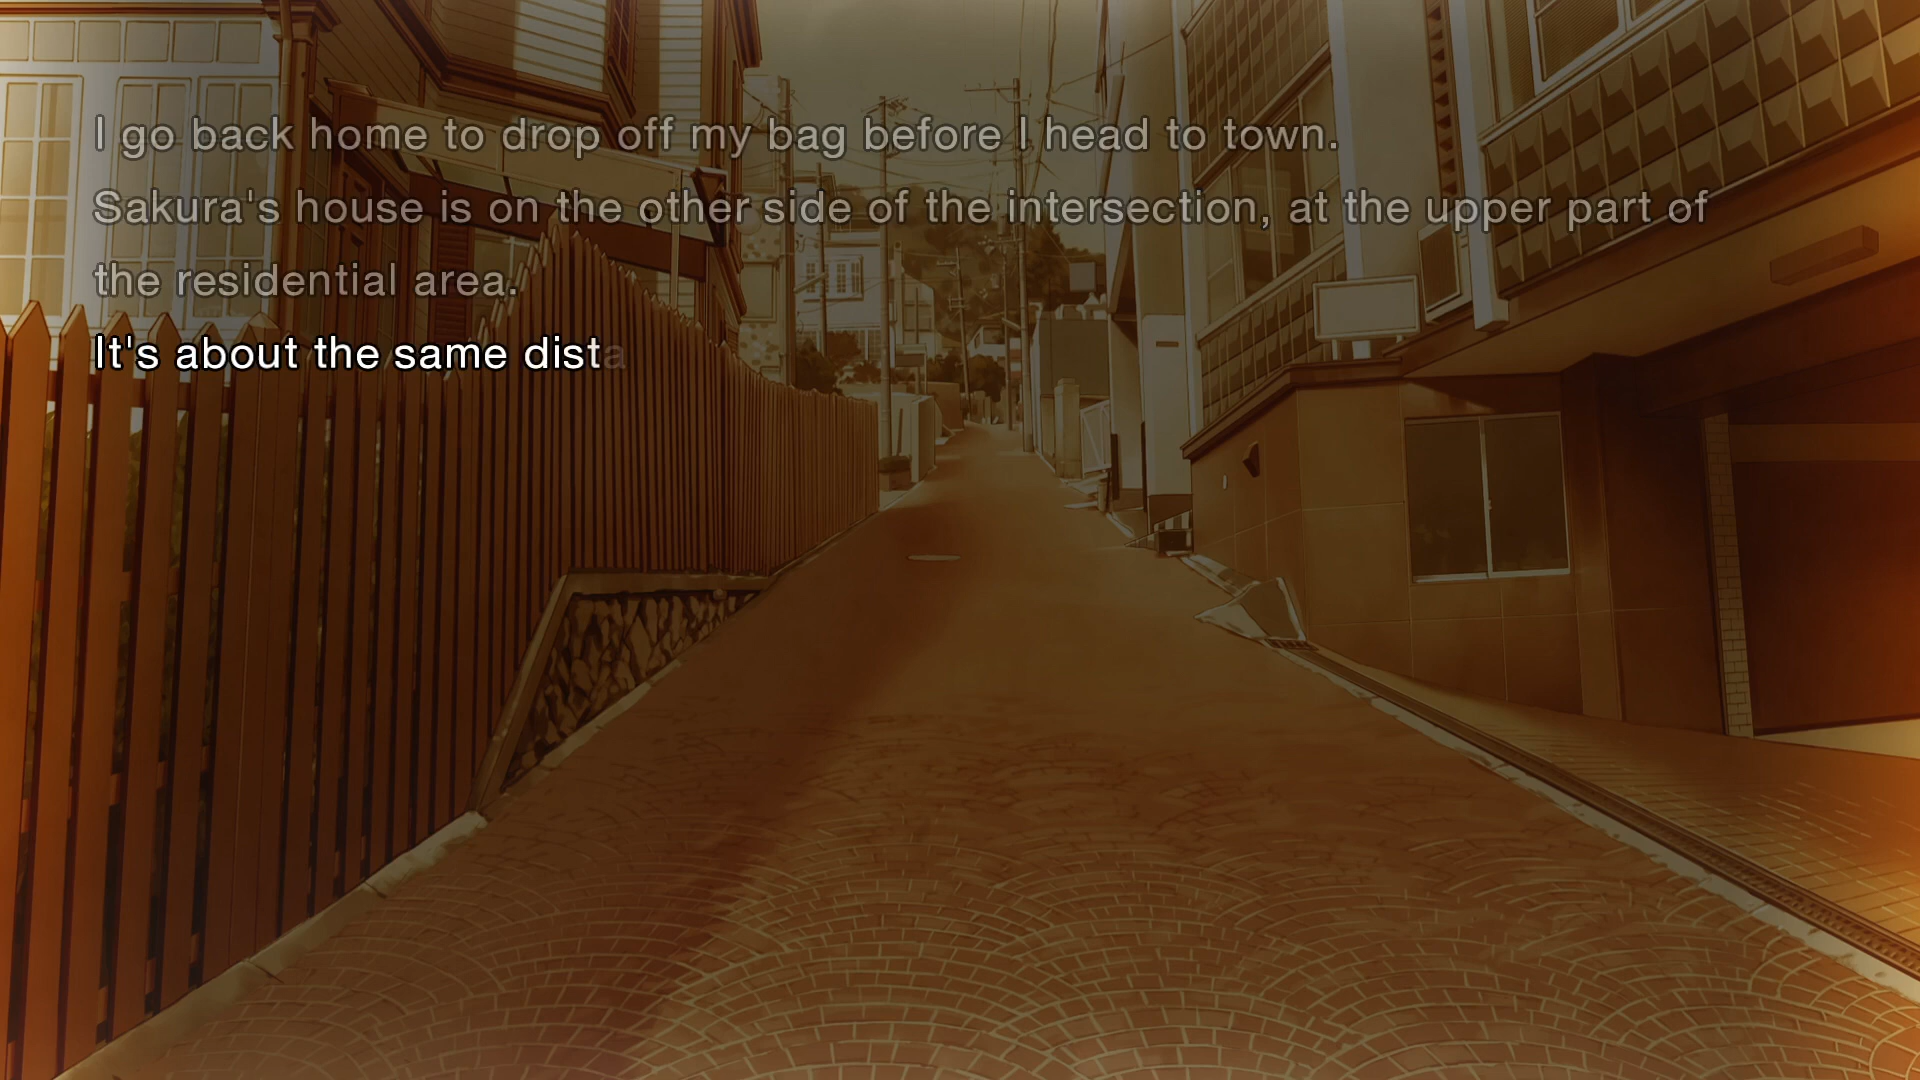 I go back home to drop off my bag before I head to town.
Sakura's house is on the other side of the intersection, at the upper part of
the residential area.
It's about the same dista